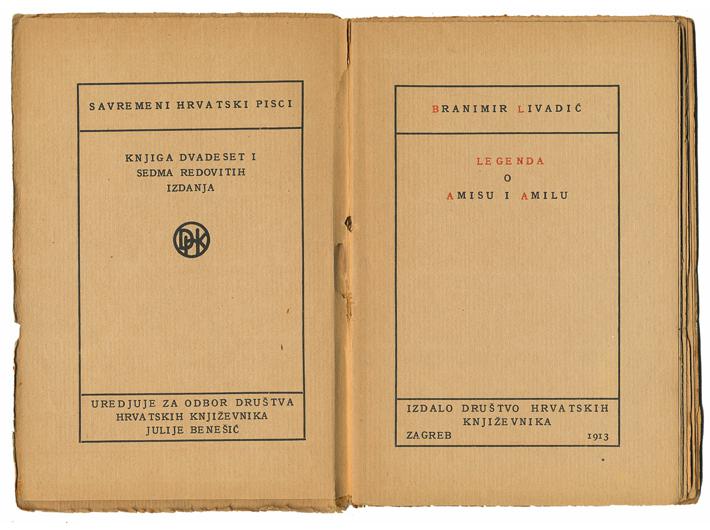 SAVREMENI HRVATSKI PISCI
KNJIGA DVADESET I
SEDMA REDOVITIH
IZDANJA
DHK
UREDJUJE ZA ODBOR DRUŠTVA
HRVATSKIH KNJIŽEVNIKA
JULIJE BENEŠIĆ
BRANIMIR LIVADIĆ
LEGENDA
O
AMISU I AMILU
IZDALO DRUŠTVO HRVATSKIH
KNJIŽEVNIKA
ZAGREB 1913